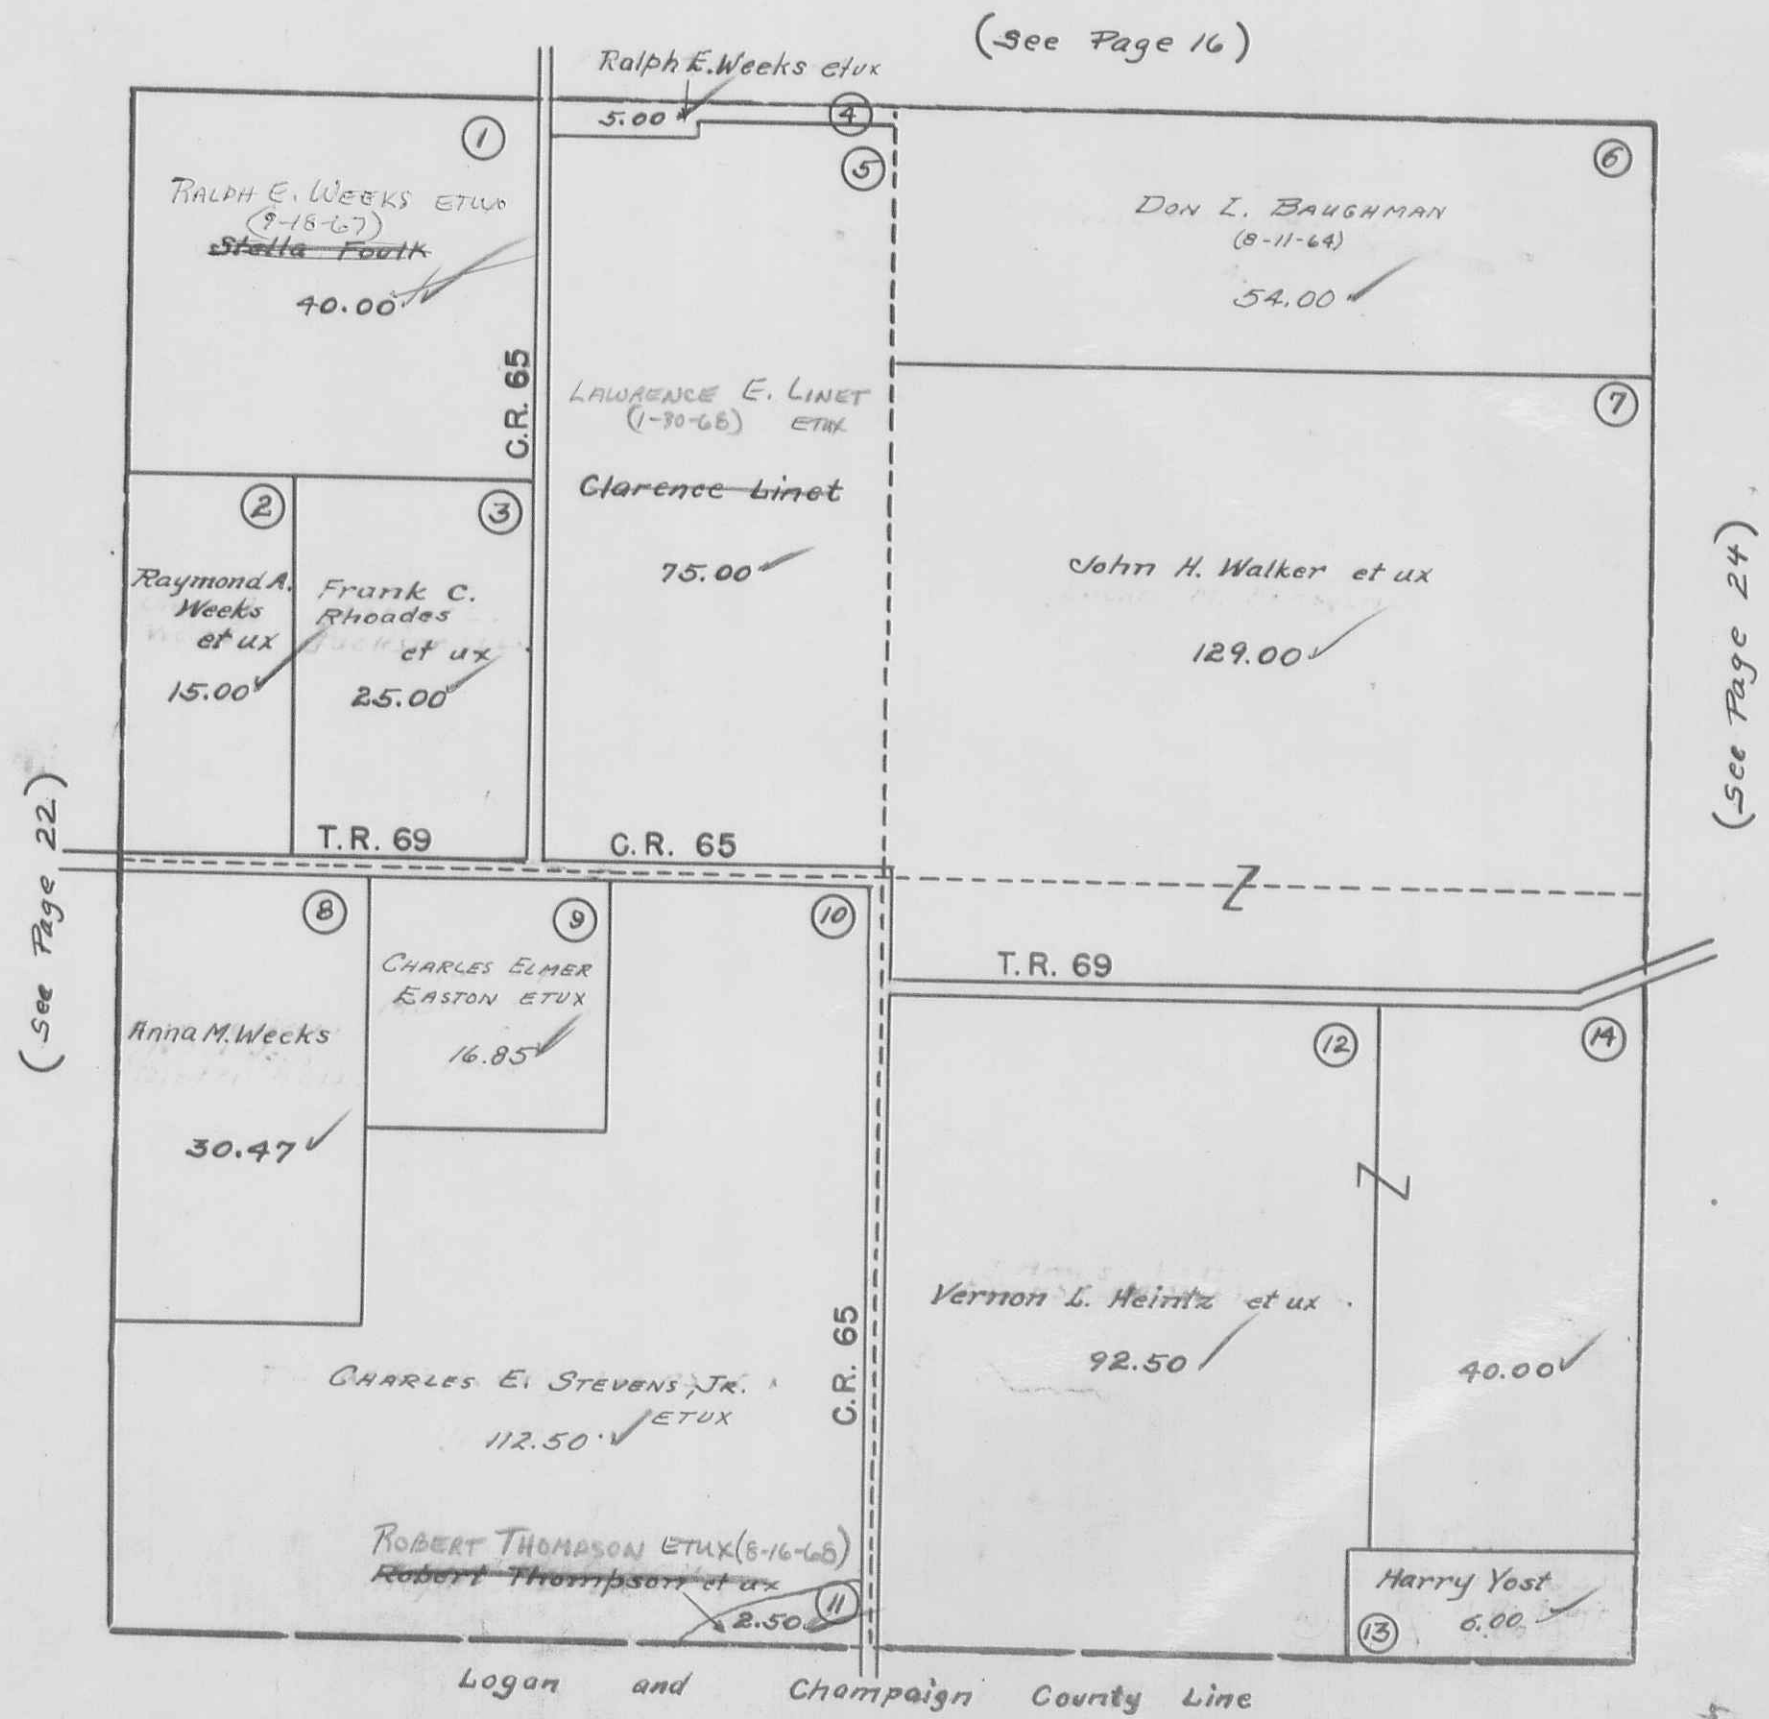 (See Page 16)
Ralph E. Weeks etux
5.00
4
1
RALPH E. WEEKS ETUX
(9-18-67)
Stella Foulk
40.00
C.R. 65
5
LAWRENCE E. LINET
(1-30-68) ETUX
Clarence Linet
75.00
6
DON L. BAUGHMAN
(8-11-64)
54.00
7
John H. Walker et ux
129.00
2
Raymond A.
Weeks
et ux
15.00
3
Frank C.
Rhoades
et ux
25.00
(See Page 22)
(See Page 24)
T.R. 69
C.R. 65
8
Anna M. Weeks
30.47
9
CHARLES ELMER
EASTON ETUX
16.85
10
CHARLES E. STEVENS, JR.
ETUX
112.50
C.R. 65
T.R. 69
12
Vernon L. Heintz et ux
92.50
14
40.00
ROBERT THOMPSON ETUX (8-16-68)
Robert Thompson et ux
2.50
11
Harry Yost
6.00
13
Logan and Champaign County Line